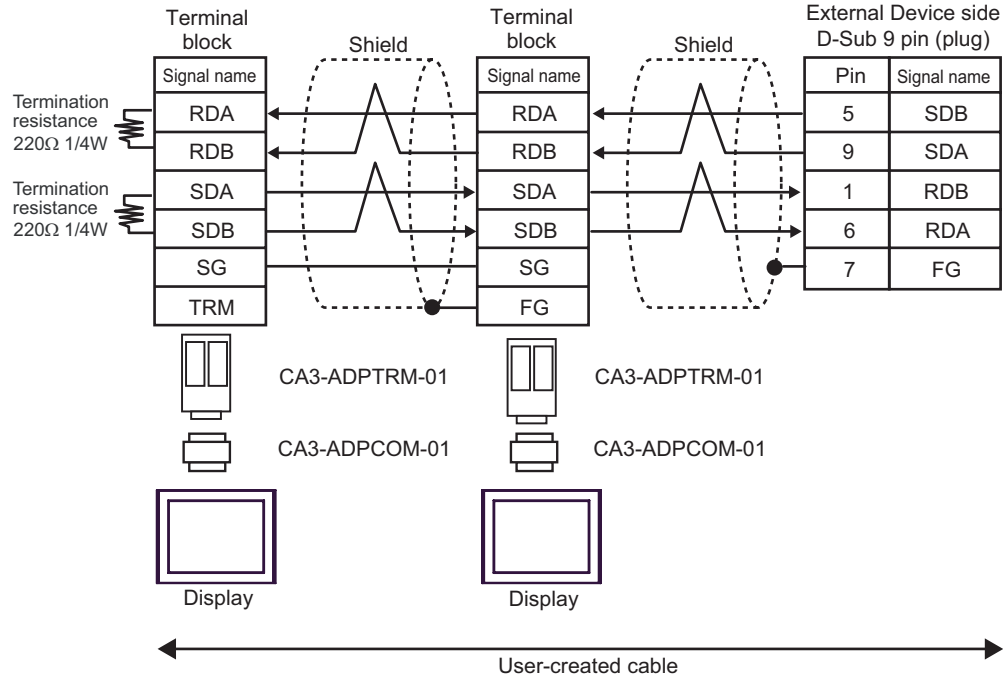 Terminal
block
Shield
Terminal
block
Shield
External Device side
D-Sub 9 pin (plug)
Signal name
Signal name
Pin
Signal name
Termination
resistance
220Ω 1/4W
RDA
RDA
5
SDB
RDB
RDB
9
SDA
Termination
resistance
220Ω 1/4W
SDA
SDA
1
RDB
SDB
SDB
6
RDA
SG
SG
7
FG
TRM
FG
CA3-ADPTRM-01
CA3-ADPTRM-01
CA3-ADPCOM-01
CA3-ADPCOM-01
Display
Display
User-created cable